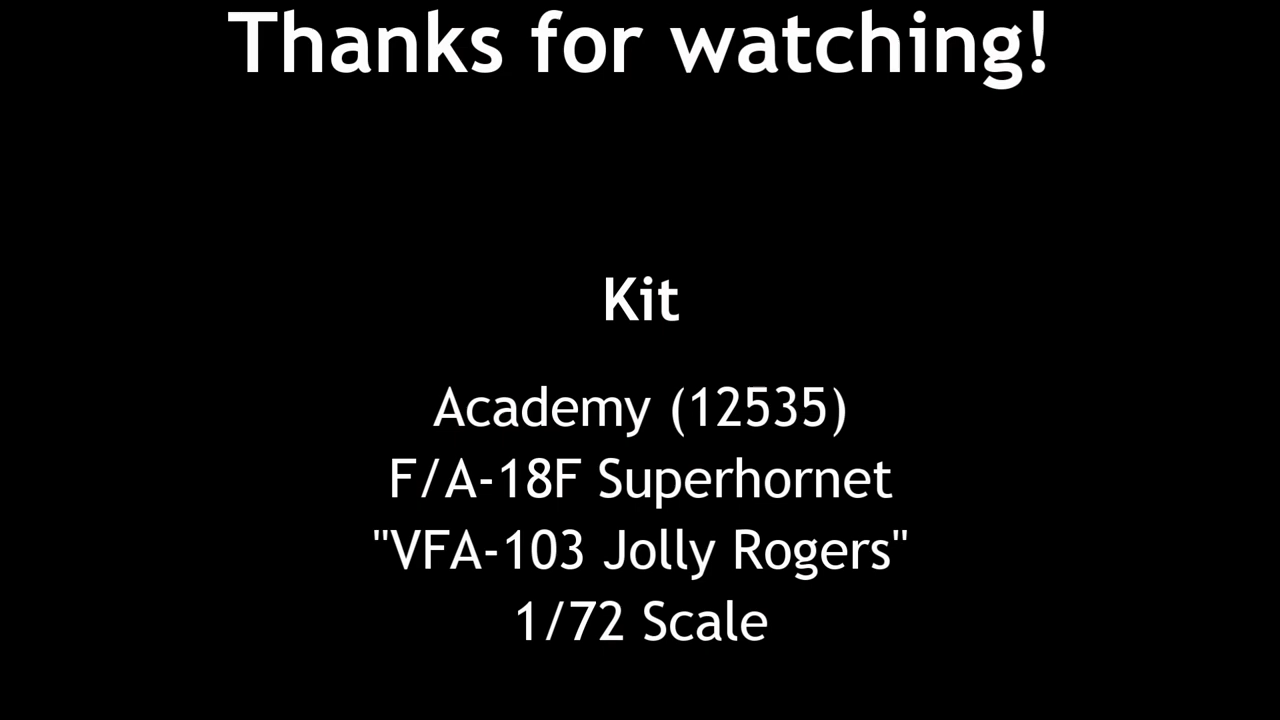 Thanks for watching!
Kit
Academy (12535)
F/A-18F Superhornet
"VFA-103 Jolly Rogers"
1/72 Scale